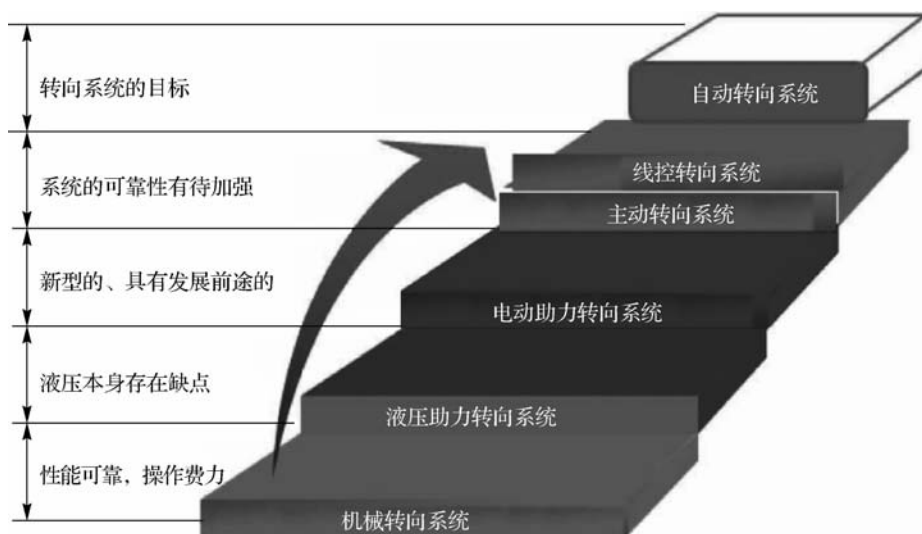 转向系统的目标
自动转向系统
系统的可靠性有待加强
线控转向系统
主动转向系统
新型的、具有发展前途的
电动助力转向系统
液压本身存在缺点
液压助力转向系统
性能可靠，操作费力
机械转向系统